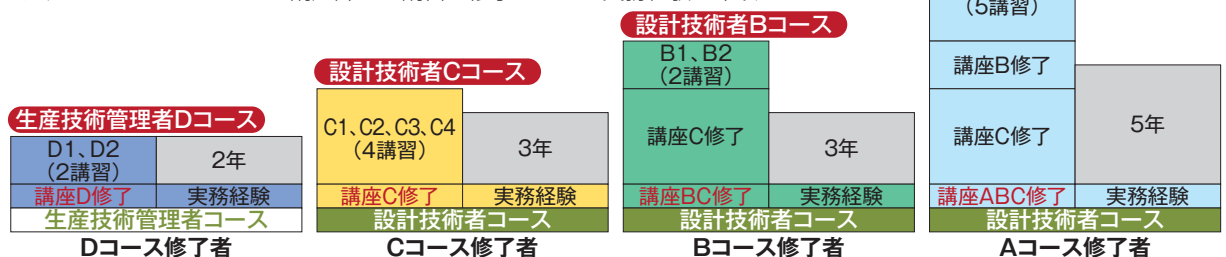 生産技術管理者Dコース
D1、D2
(2講習)
2年
講座D修了
実務経験
生産技術管理者コース
Dコース修了者
設計技術者Cコース
C1、C2、C3、C4
(4講習)
3年
講座C修了
実務経験
設計技術者コース
Cコース修了者
設計技術者Bコース
B1、B2
(2講習)
講座C修了
3年
講座BC修了
実務経験
設計技術者コース
Bコース修了者
(5講習)
講座B修了
講座C修了
5年
講座ABC修了
実務経験
設計技術者コース
Aコース修了者